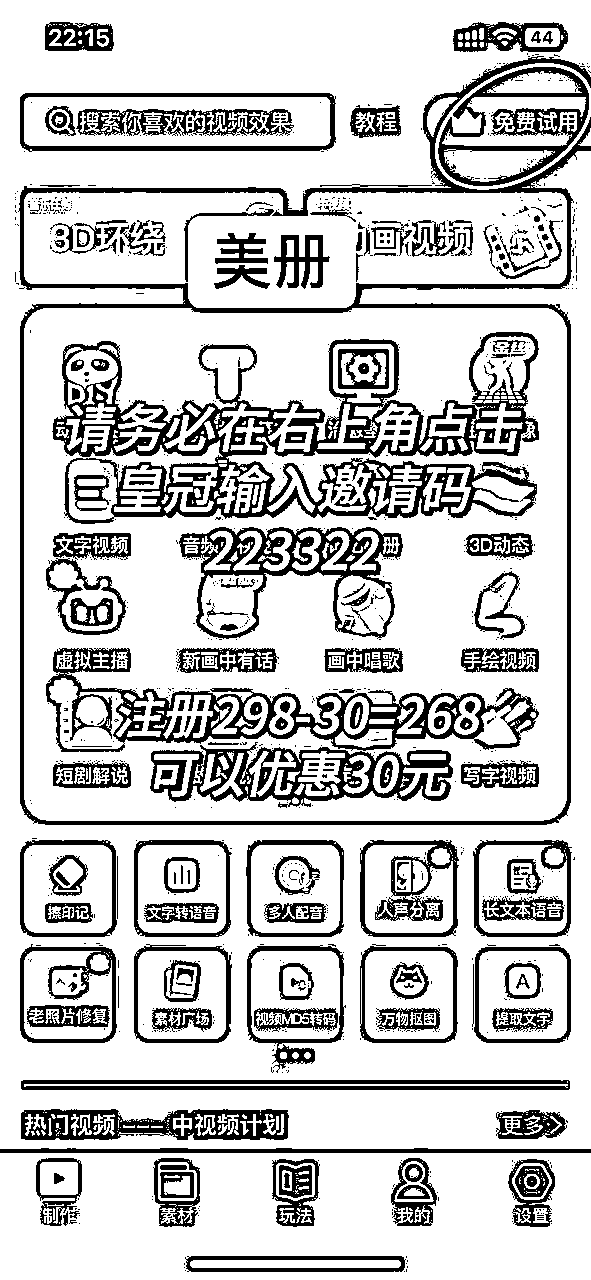 22:15
44
搜索你喜欢的视频效果
教程
免费试用
3D环绕
动画视频
美册
DIY
请务必在右上角点击
皇冠输入邀请码
223322
文字视频
3D动态
虚拟主播
新画中有话
画中唱歌
手绘视频
注册298-30=268
可以优惠30元
短剧解说
写字视频
擦印记
文字转语音
多人配音
人声分离
长文本语音
老照片修复
素材广场
视频MD5转码
万物抠图
提取文字
热门视频 —— 中视频计划
更多>
制作
素材
玩法
我的
设置